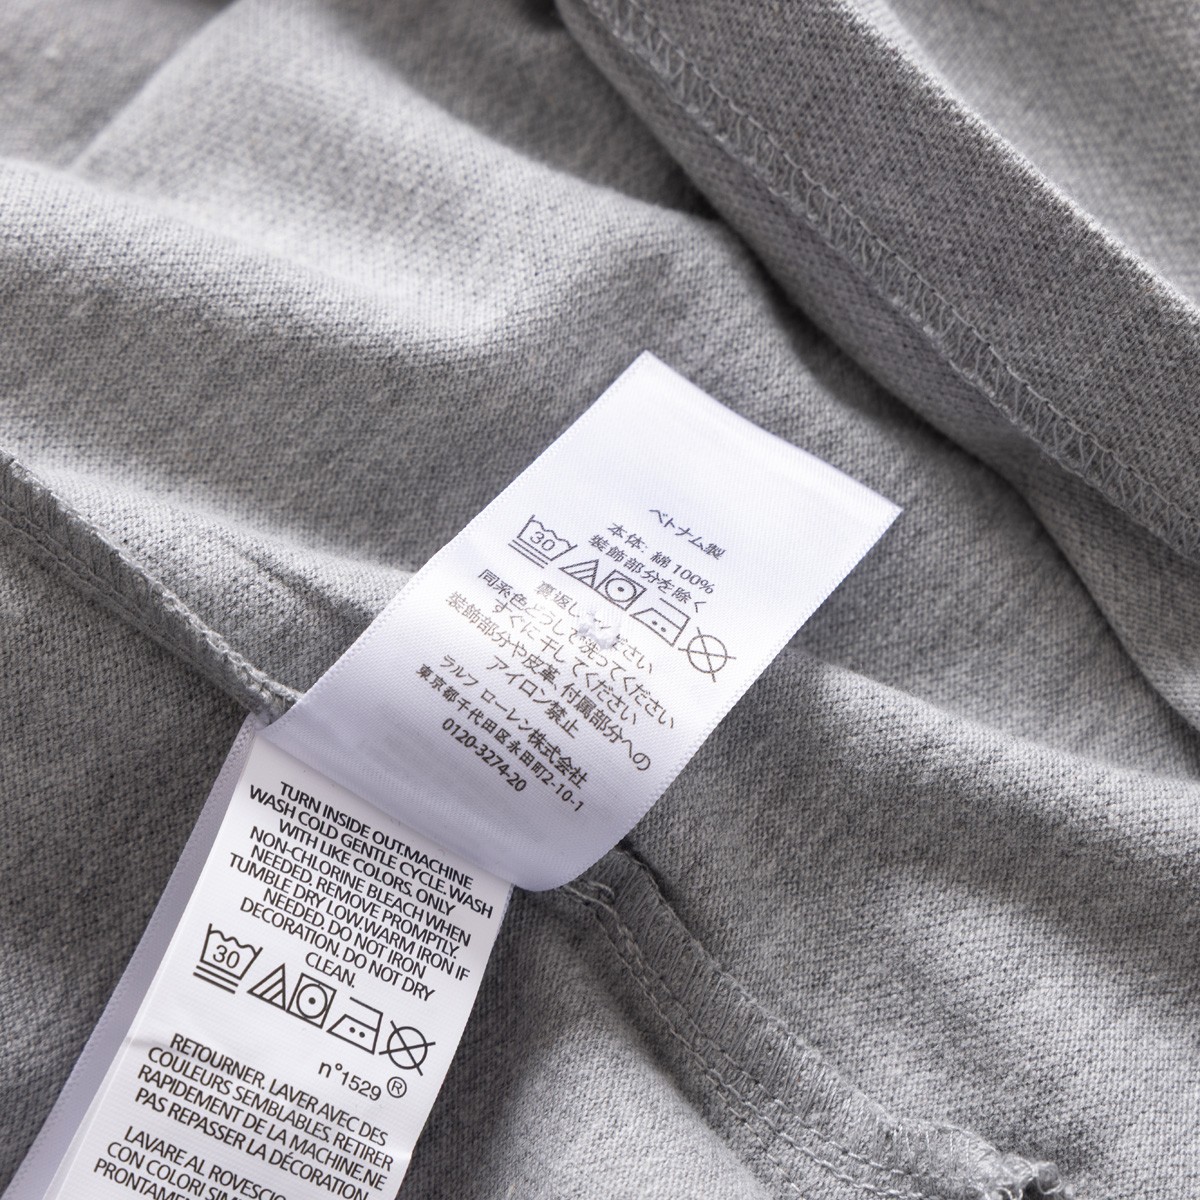 ベトナム製
本体: 綿 100%
装飾部分を除く
30
裏返し ください
同系色どうしで洗ってください
すぐに干してください
装飾部分や皮革、付属部分への
アイロン禁止
ラルフ ローレン株式会社
東京都千代田区永田町2-10-1
0120-3274-20
TURN INSIDE OUT.MACHINE
WASH COLD GENTLE CYCLE. WASH
WITH LIKE COLORS. ONLY
NON-CHLORINE BLEACH WHEN
NEEDED. REMOVE PROMPTLY.
TUMBLE DRY LOW.WARM IRON IF
NEEDED. DO NOT IRON
DECORATION. DO NOT DRY
CLEAN.
30
n°1529 ®
RETOURNER. LAVER AVEC DES
COULEURS SEMBLABLES. RETIRER
RAPIDEMENT DE LA MACHINE.NE
PAS REPASSER LA DÉCORATION
LAVARE AL ROVESCIO
CON COLORI